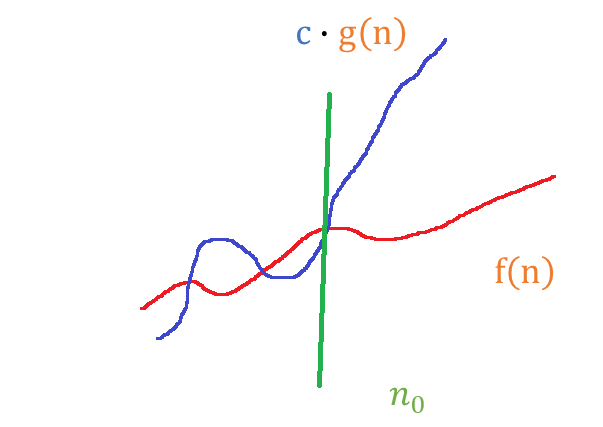 c · g(n)
f(n)
n₀